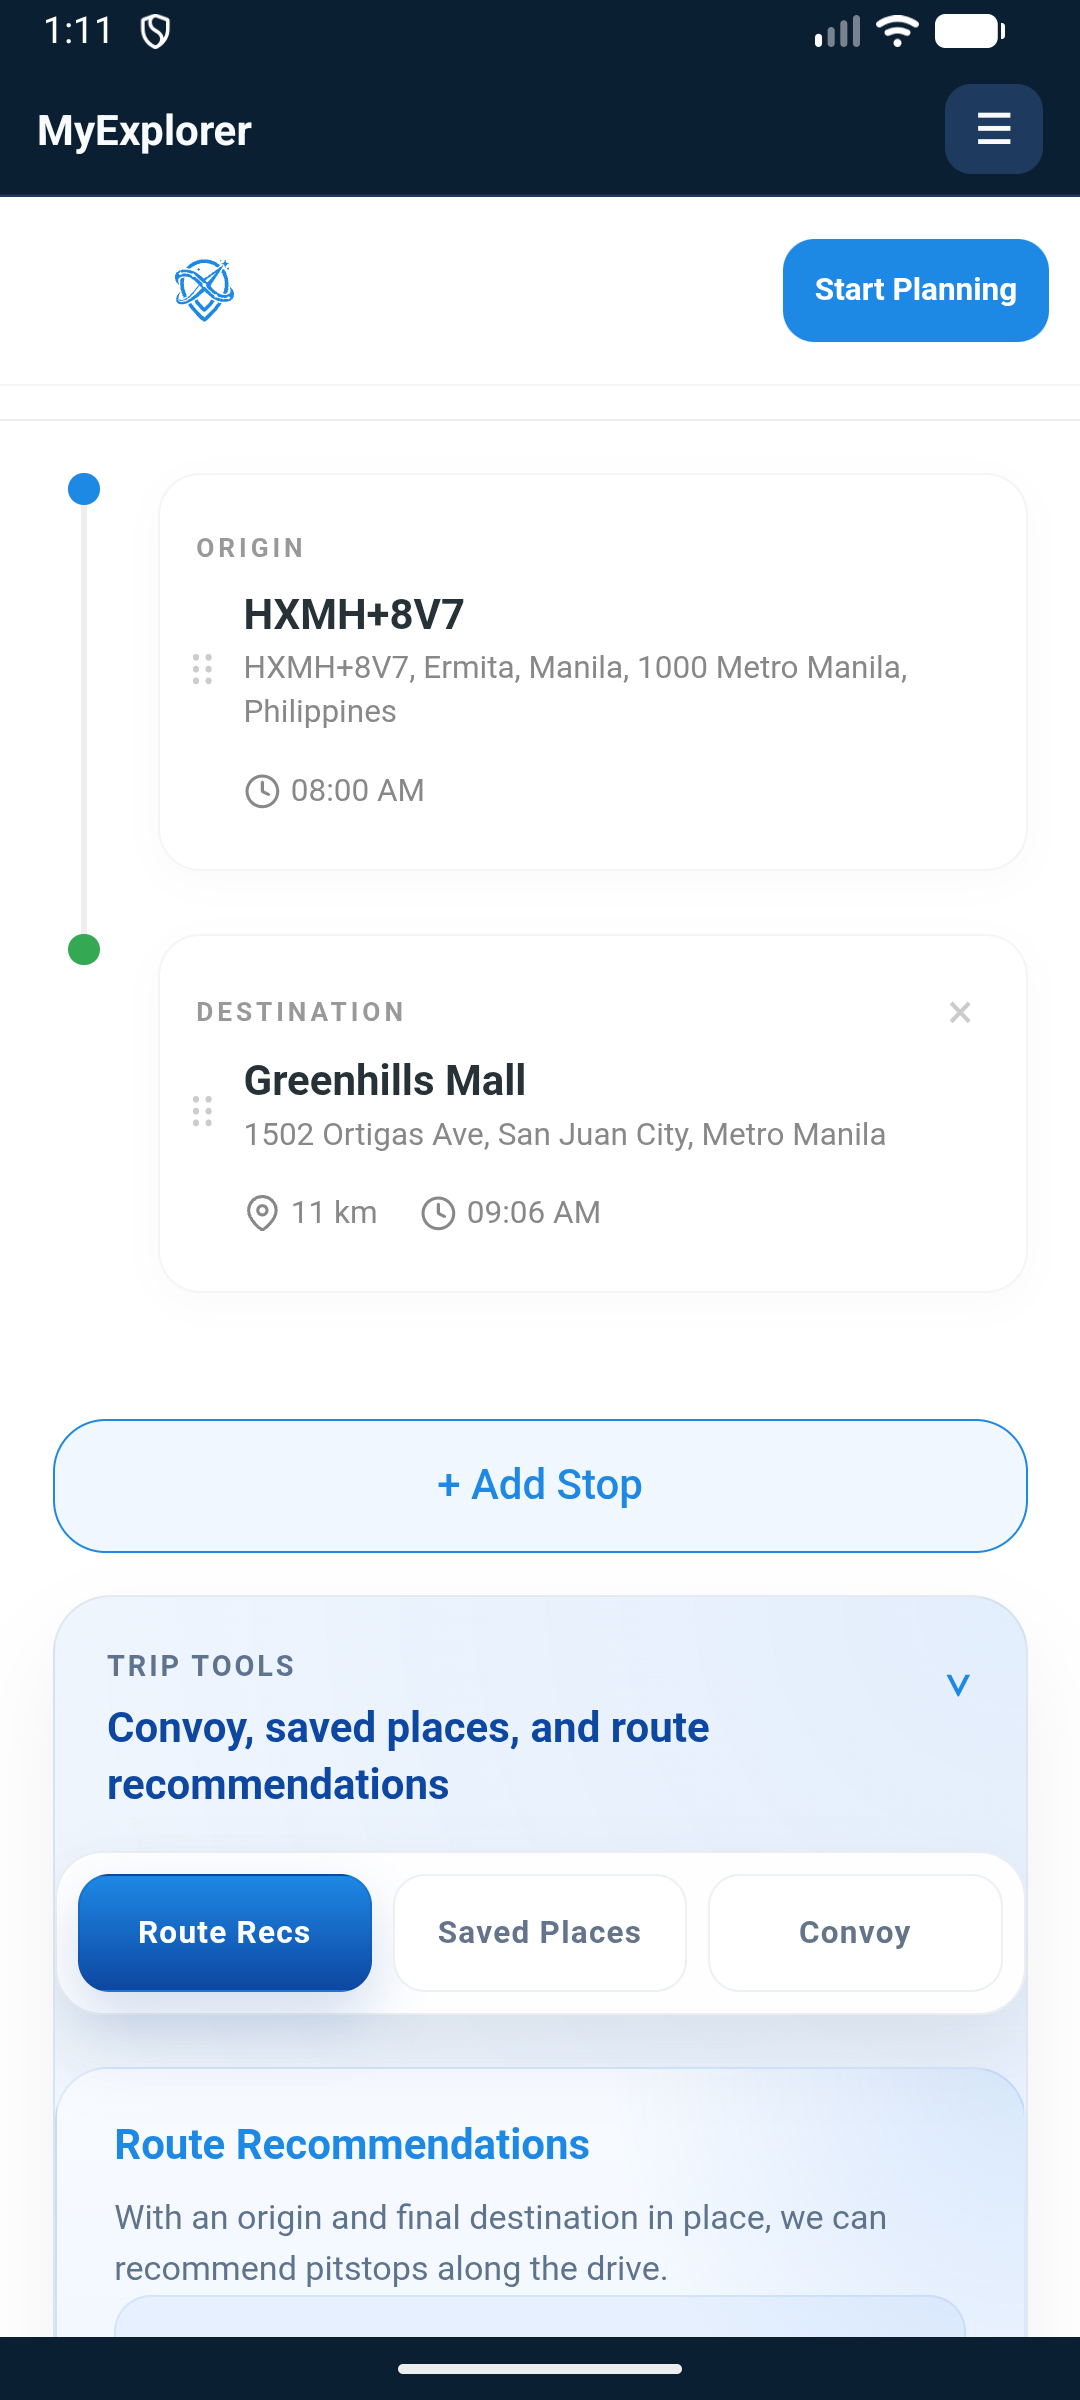 1:11
MyExplorer
Start Planning
ORIGIN
HXMH+8V7
HXMH+8V7, Ermita, Manila, 1000 Metro Manila,
Philippines
08:00 AM
DESTINATION
Greenhills Mall
1502 Ortigas Ave, San Juan City, Metro Manila
11 km 09:06 AM
+ Add Stop
TRIP TOOLS
Convoy, saved places, and route
recommendations
Route Recs Saved Places Convoy
Route Recommendations
With an origin and final destination in place, we can
recommend pitstops along the drive.